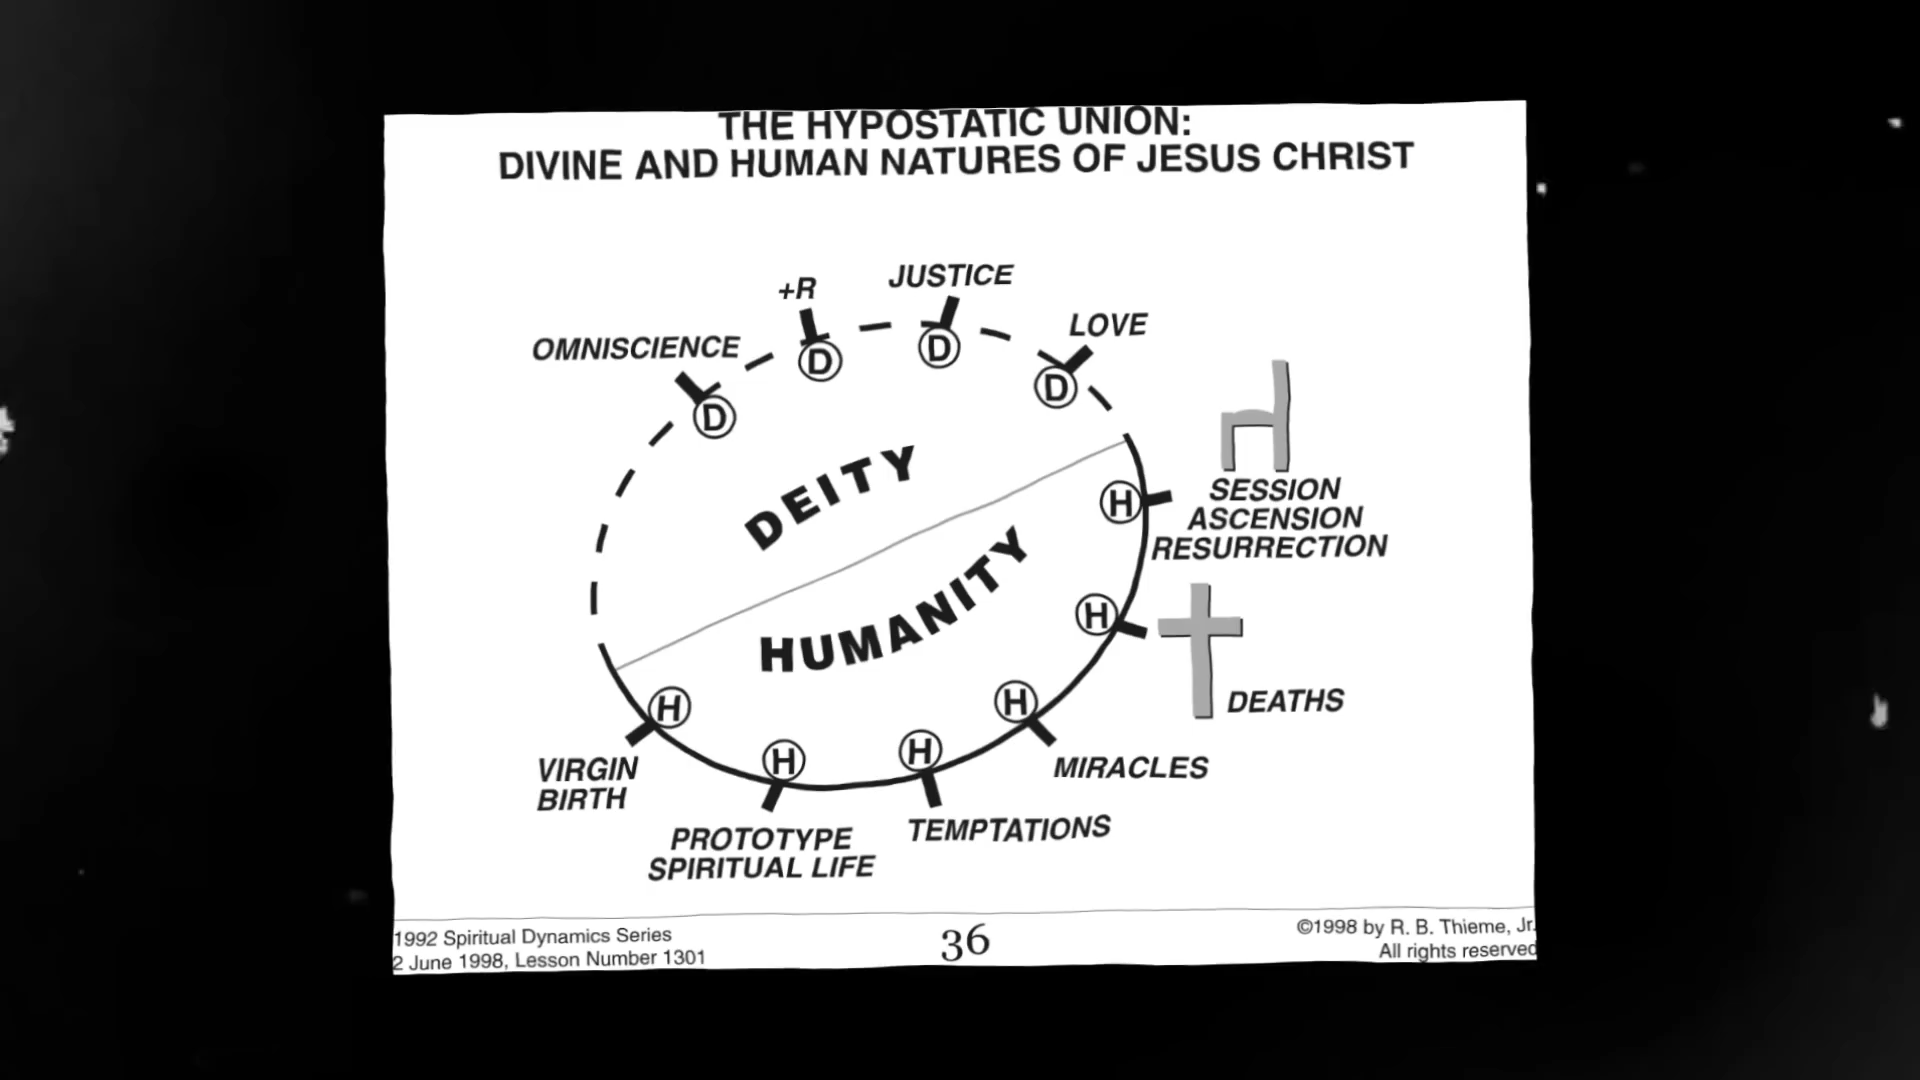 THE HYPOSTATIC UNION:
DIVINE AND HUMAN NATURES OF JESUS CHRIST
JUSTICE
+R
LOVE
OMNISCIENCE
D
D
D
D
DEITY
H
SESSION
ASCENSION
RESURRECTION
HUMANITY
H
DEATHS
H
H
H
H
MIRACLES
VIRGIN
BIRTH
TEMPTATIONS
PROTOTYPE
SPIRITUAL LIFE
1992 Spiritual Dynamics Series
2 June 1998, Lesson Number 1301
36
©1998 by R. B. Thieme, Jr.
All rights reserved